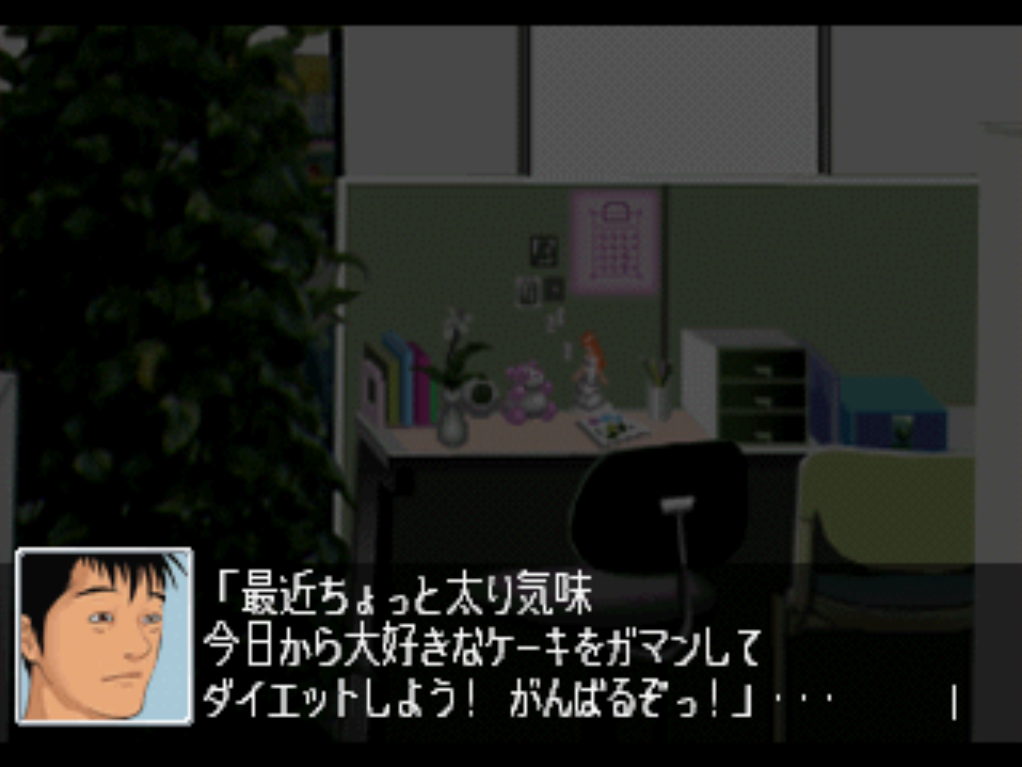 「最近ちょっと太り気味
今日から大好きなケーキをガマンして
ダイエットしよう! がんばるぞっ!」･･･